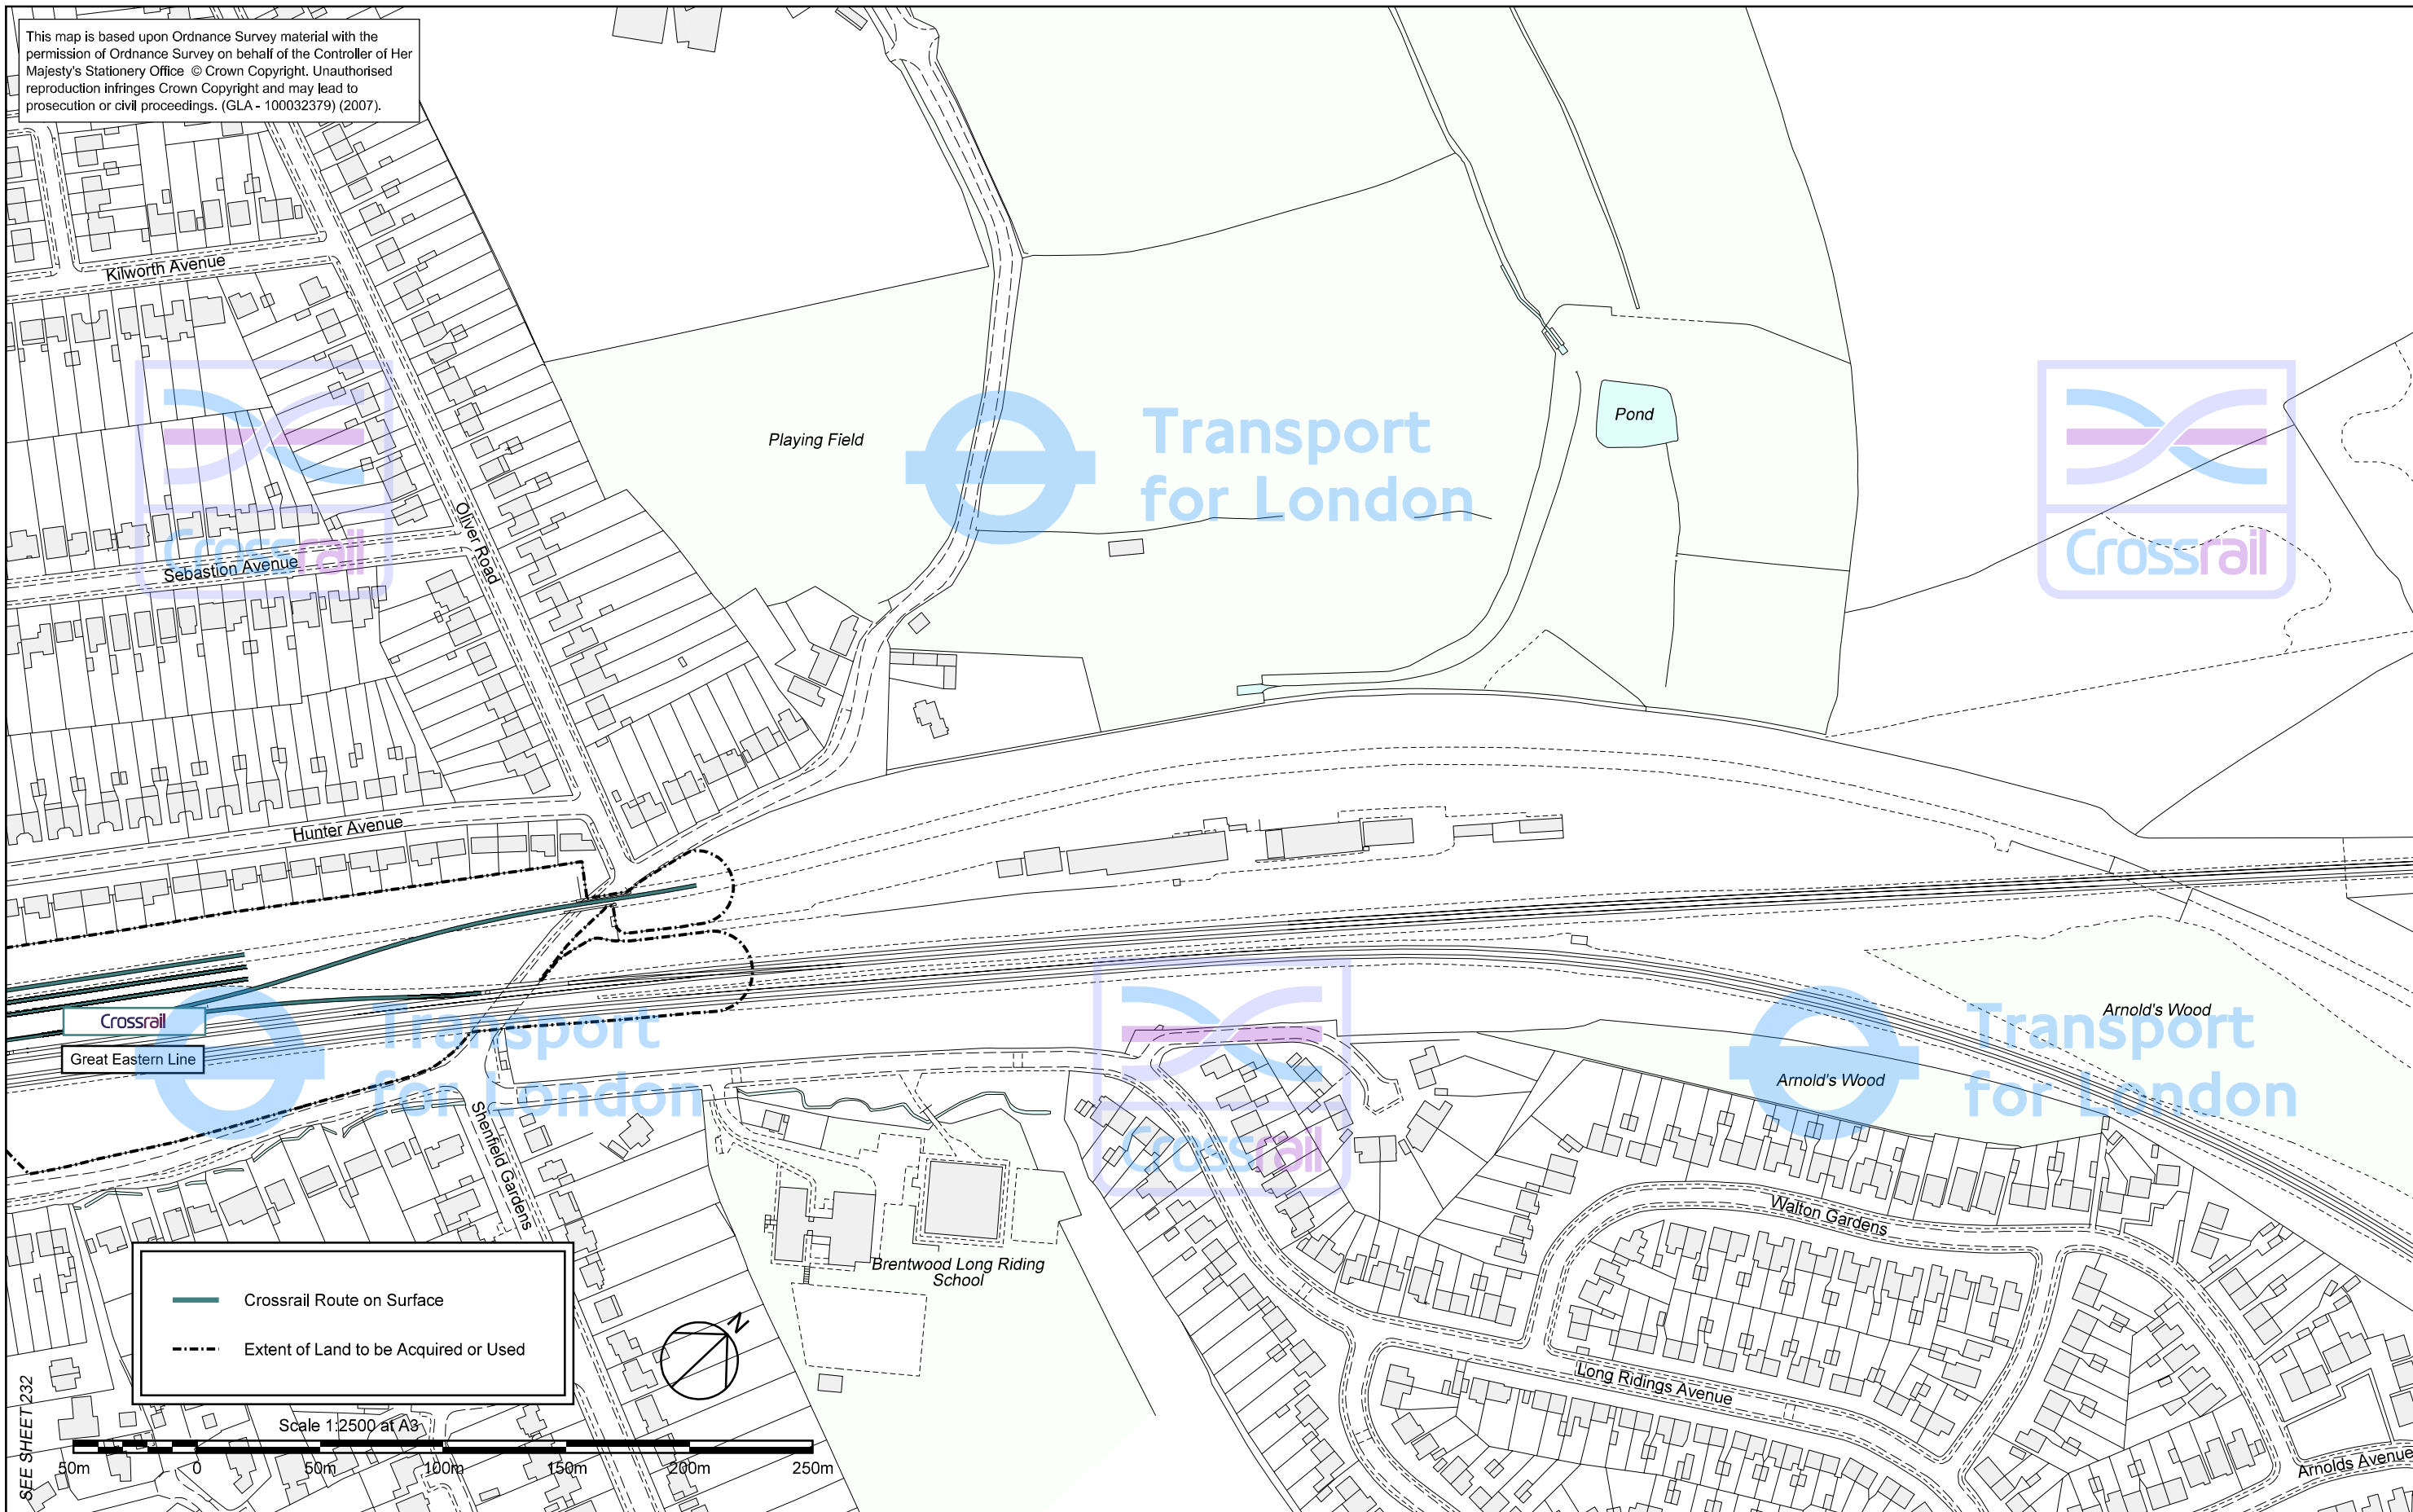 This map is based upon Ordnance Survey material with the
permission of Ordnance Survey on behalf of the Controller of Her
Majesty's Stationery Office © Crown Copyright. Unauthorised
reproduction infringes Crown Copyright and may lead to
prosecution or civil proceedings. (GLA - 100032379) (2007).
Kilworth Avenue
Playing Field
Transport
for London
Pond
Crossrail
Crossrail
Oliver Road
Sebastion Avenue
Hunter Avenue
Crossrail
Great Eastern Line
Transport
for London
Crossrail
Arnold's Wood
Arnold's Wood
Transport
for London
Shenfield Gardens
Walton Gardens
Brentwood Long Riding
School
Long Ridings Avenue
Arnolds Avenue
Crossrail Route on Surface
Extent of Land to be Acquired or Used
N
SEE SHEET 232
Scale 1:2500 at A3
50m 0 50m 100m 150m 200m 250m